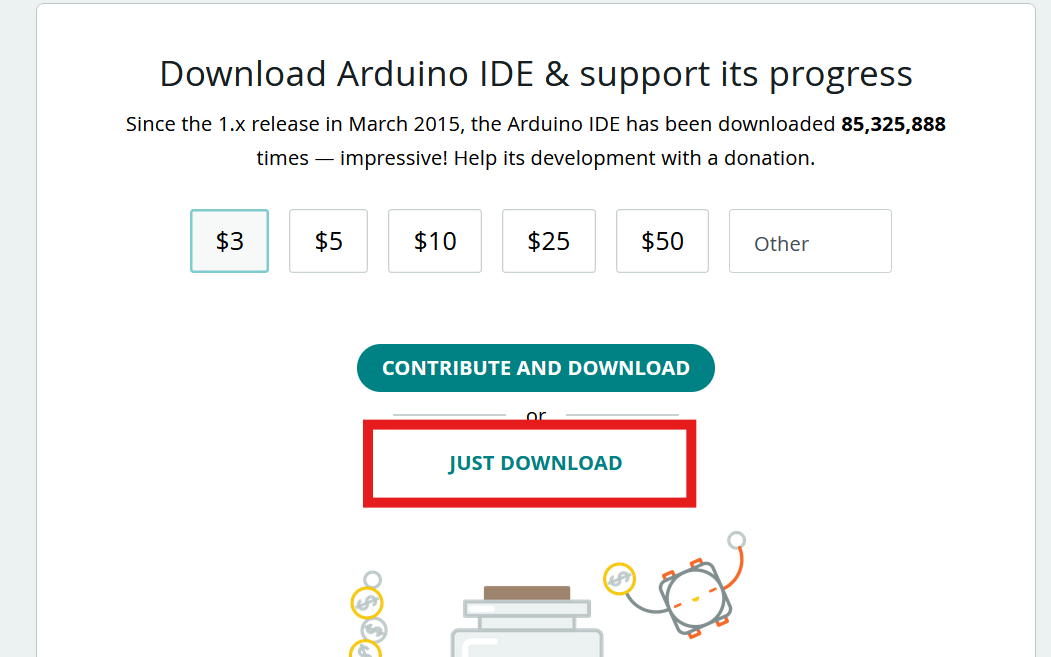 Download Arduino IDE & support its progress
Since the 1.x release in March 2015, the Arduino IDE has been downloaded 85,325,888
times — impressive! Help its development with a donation.
$3 $5 $10 $25 $50 Other
CONTRIBUTE AND DOWNLOAD
or
JUST DOWNLOAD